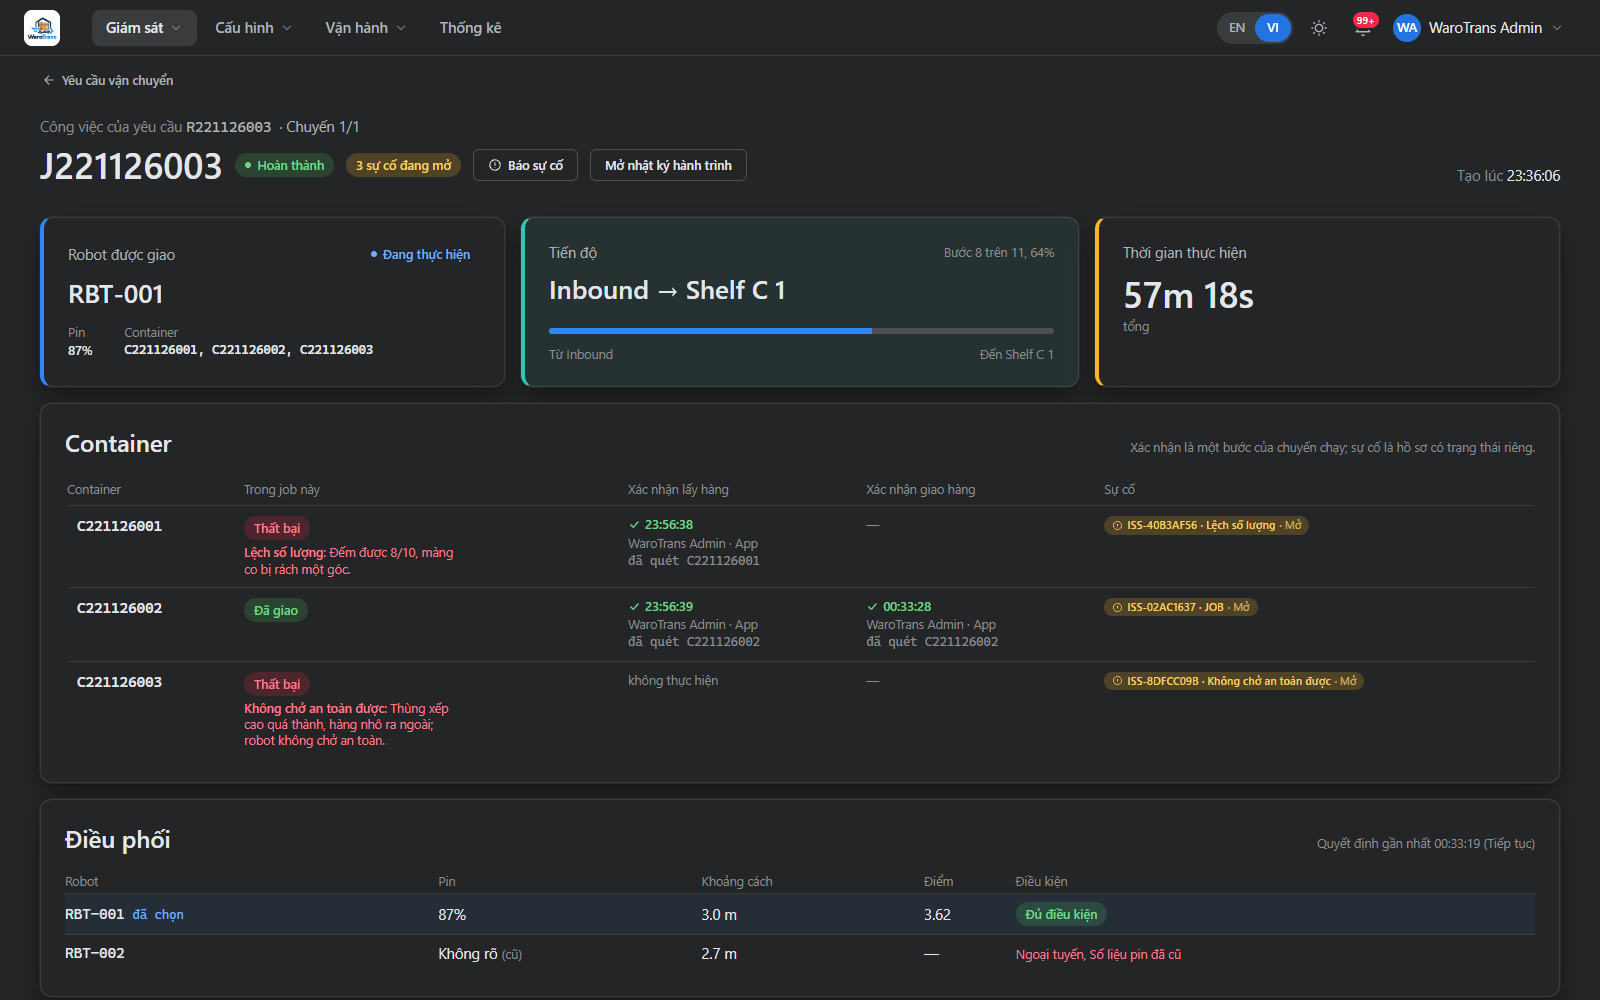 WaroTrans
Giám sát
Cấu hình
Vận hành
Thống kê
EN
VI
99+
WA
WaroTrans Admin
← Yêu cầu vận chuyển
Công việc của yêu cầu R221126003 · Chuyến 1/1
J221126003
Hoàn thành
3 sự cố đang mở
Báo sự cố
Mở nhật ký hành trình
Tạo lúc 23:36:06
Robot được giao
Đang thực hiện
RBT-001
Pin
Container
87%
C221126001, C221126002, C221126003
Tiến độ
Bước 8 trên 11, 64%
Inbound → Shelf C 1
Từ Inbound
Đến Shelf C 1
Thời gian thực hiện
57m 18s
tổng
Container
Xác nhận là một bước của chuyến chạy; sự cố là hồ sơ có trạng thái riêng.
Container
Trong job này
Xác nhận lấy hàng
Xác nhận giao hàng
Sự cố
C221126001
Thất bại
Lệch số lượng: Đếm được 8/10, màng
co bị rách một góc.
✓ 23:56:38
WaroTrans Admin · App
đã quét C221126001
—
ISS-40B3AF56 · Lệch số lượng · Mở
C221126002
Đã giao
✓ 23:56:39
WaroTrans Admin · App
đã quét C221126002
✓ 00:33:28
WaroTrans Admin · App
đã quét C221126002
ISS-02AC1637 · JOB · Mở
C221126003
Thất bại
Không chở an toàn được: Thùng xếp
cao quá thành, hàng nhô ra ngoài;
robot không chở an toàn.
không thực hiện
—
ISS-8DFCC09B · Không chở an toàn được · Mở
Điều phối
Quyết định gần nhất 00:33:19 (Tiếp tục)
Robot
Pin
Khoảng cách
Điểm
Điều kiện
RBT-001 đã chọn
87%
3.0 m
3.62
Đủ điều kiện
RBT-002
Không rõ (cũ)
2.7 m
—
Ngoại tuyến, Số liệu pin đã cũ